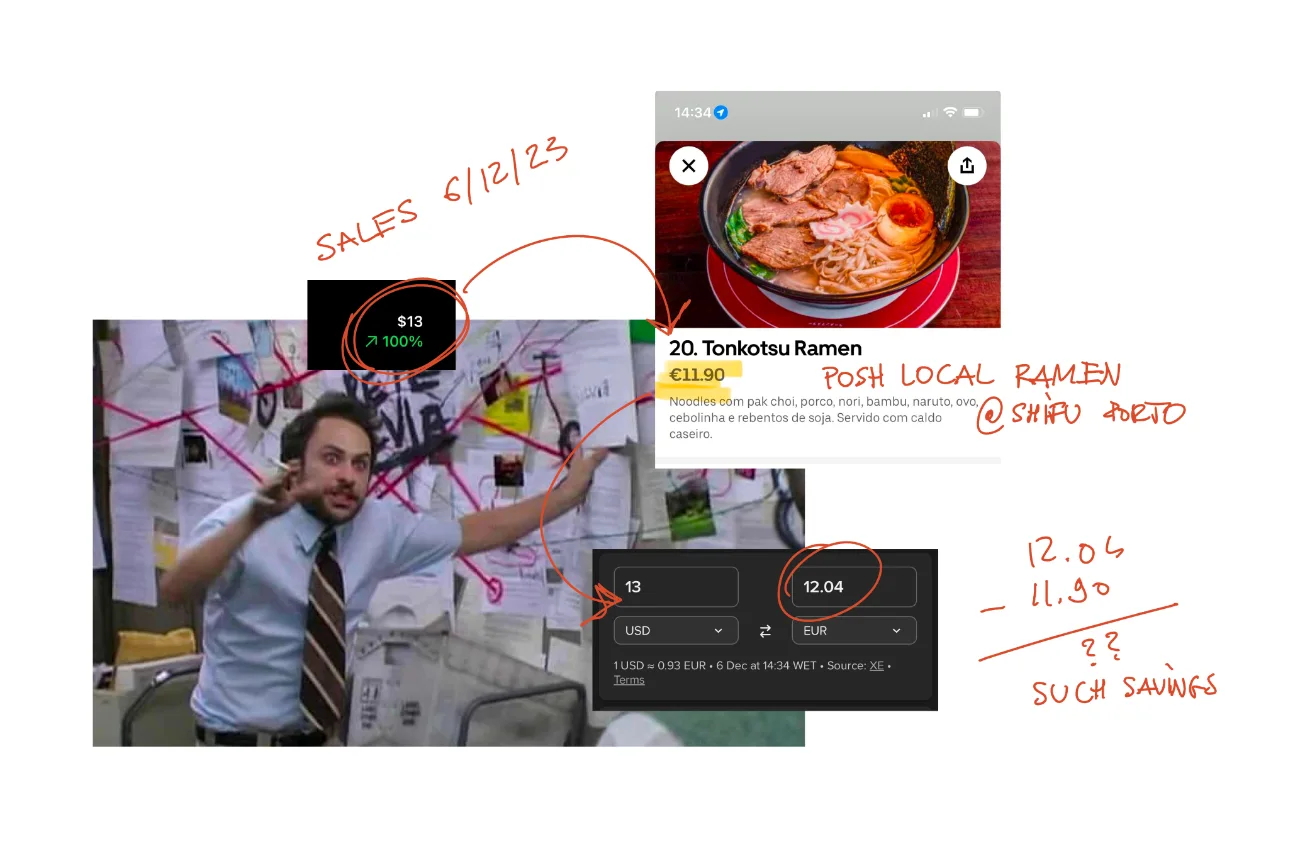 14:34
SALES 6/12/23
$13
↗ 100%
20. Tonkotsu Ramen
€11.90
Noodles com pak choi, porco, nori, bambu, naruto, ovo,
cebolinha e rebentos de soja. Servido com caldo
caseiro.
POSH LOCAL RAMEN
@ SHIFU PORTO
13
12.04
USD
EUR
1 USD ≈ 0.93 EUR • 6 Dec at 14:34 WET • Source: XE •
Terms
12.04
– 11.90
??
SUCH SAVINGS